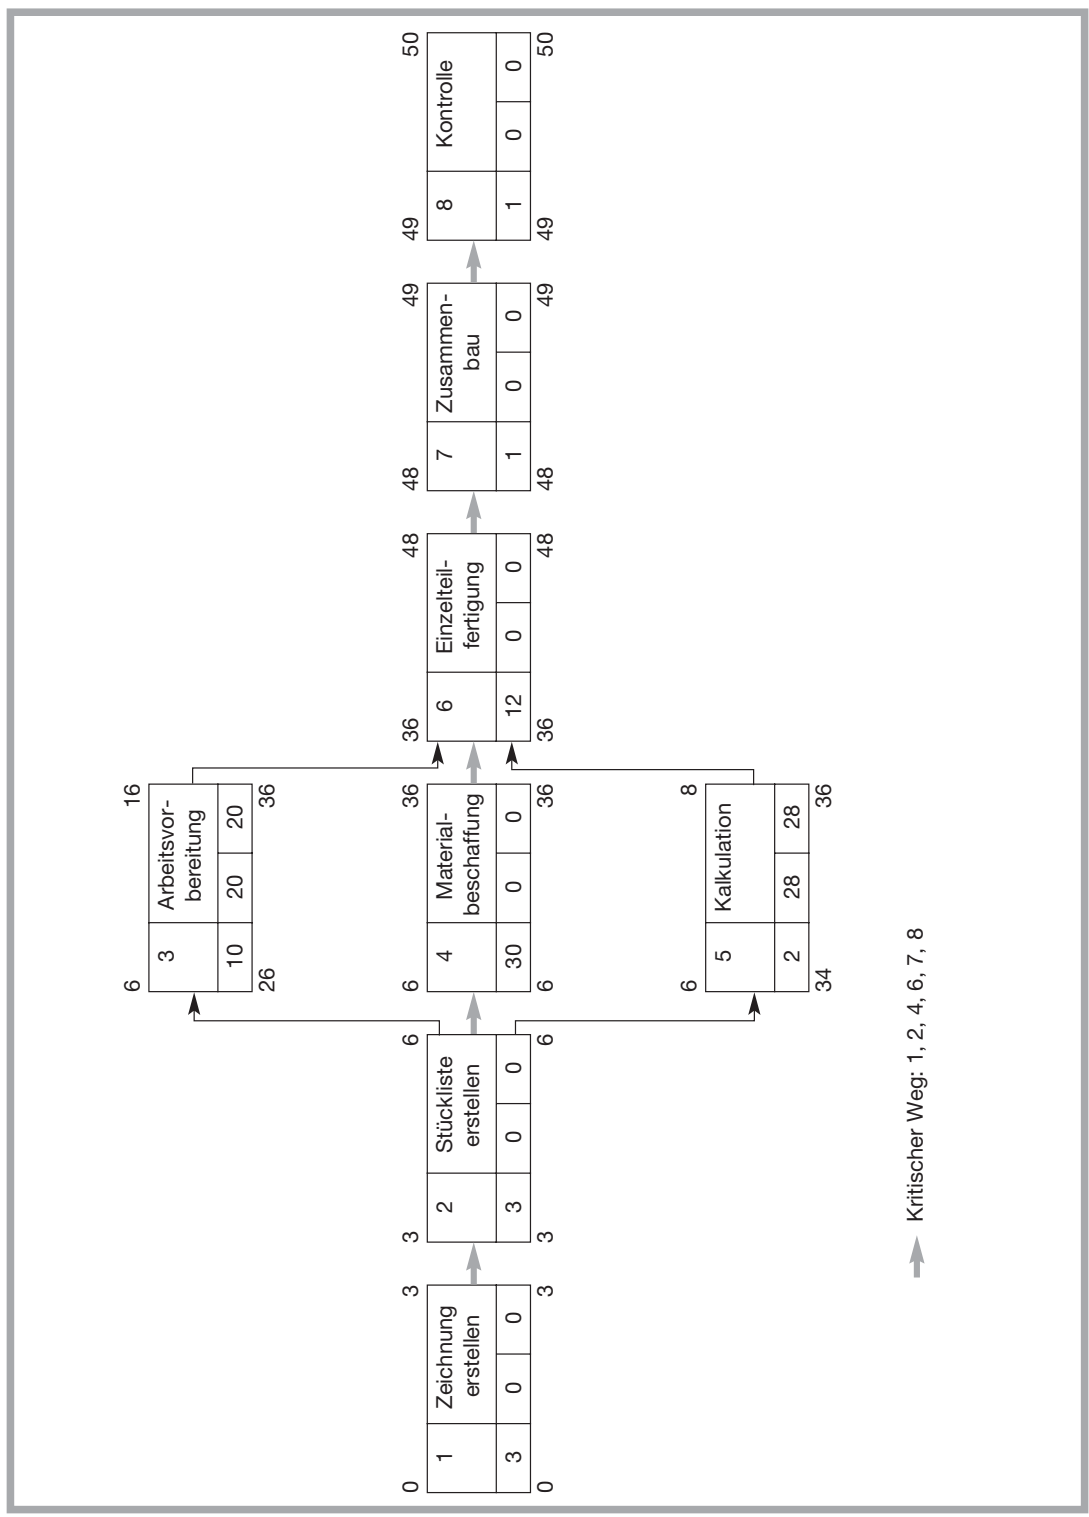 0 3
1 Zeichnung
erstellen
3 0 0
0 3
3 6
2 Stückliste
erstellen
3 0 0
3 6
6 16
3 Arbeitsvor-
bereitung
10 20 20
26 36
6 36
4 Material-
beschaffung
30 0 0
6 36
6 8
5 Kalkulation
2 28 28
34 36
36 48
6 Einzelteil-
fertigung
12 0 0
36 48
48 49
7 Zusammen-
bau
1 0 0
48 49
49 50
8 Kontrolle
1 0 0
49 50
Kritischer Weg: 1, 2, 4, 6, 7, 8